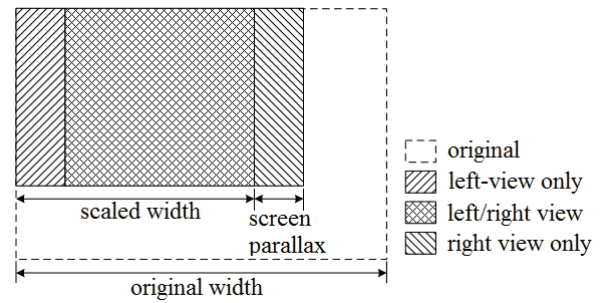 scaled width
screen
parallax
original width
original
left-view only
left/right view
right view only